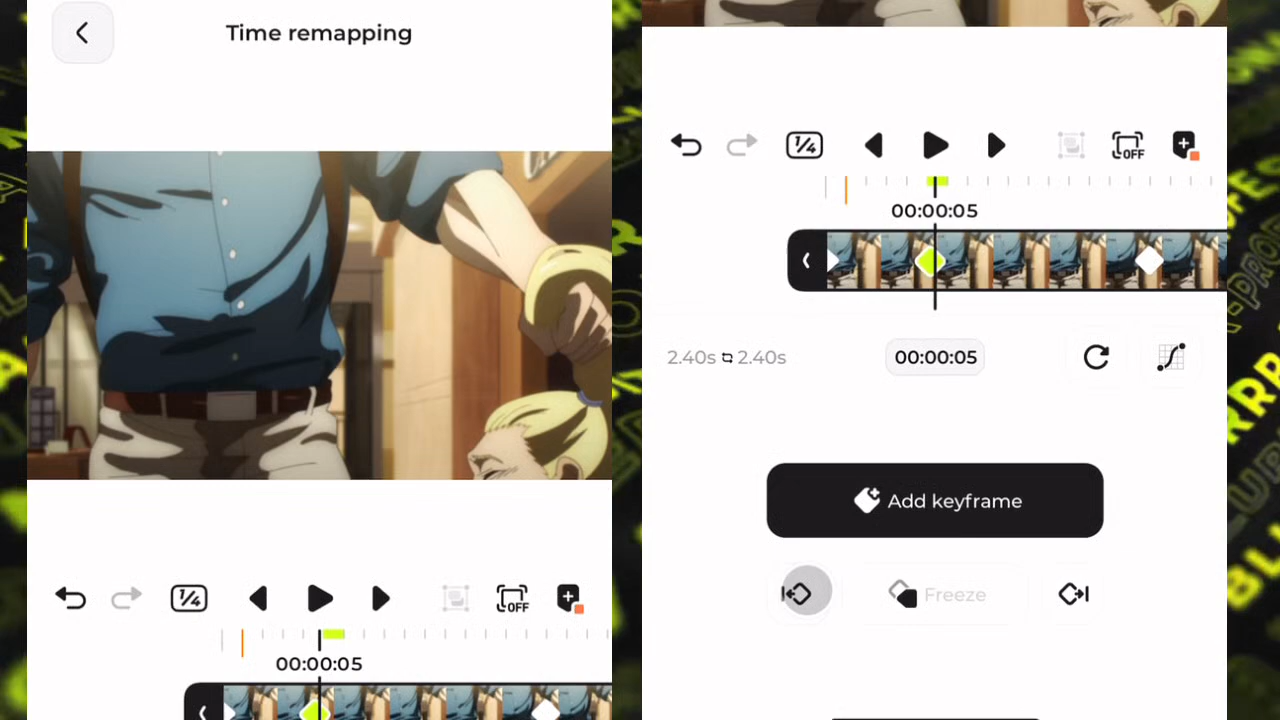 Time remapping
1/4
OFF
00:00:05
1/4
OFF
00:00:05
2.40s 2.40s
00:00:05
Add keyframe
Freeze